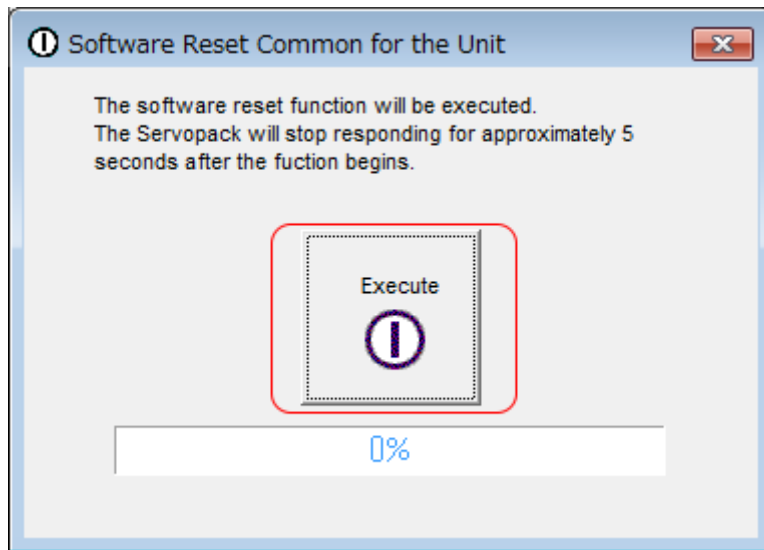 Software Reset Common for the Unit
The software reset function will be executed.
The Servopack will stop responding for approximately 5
seconds after the fuction begins.
Execute
0%